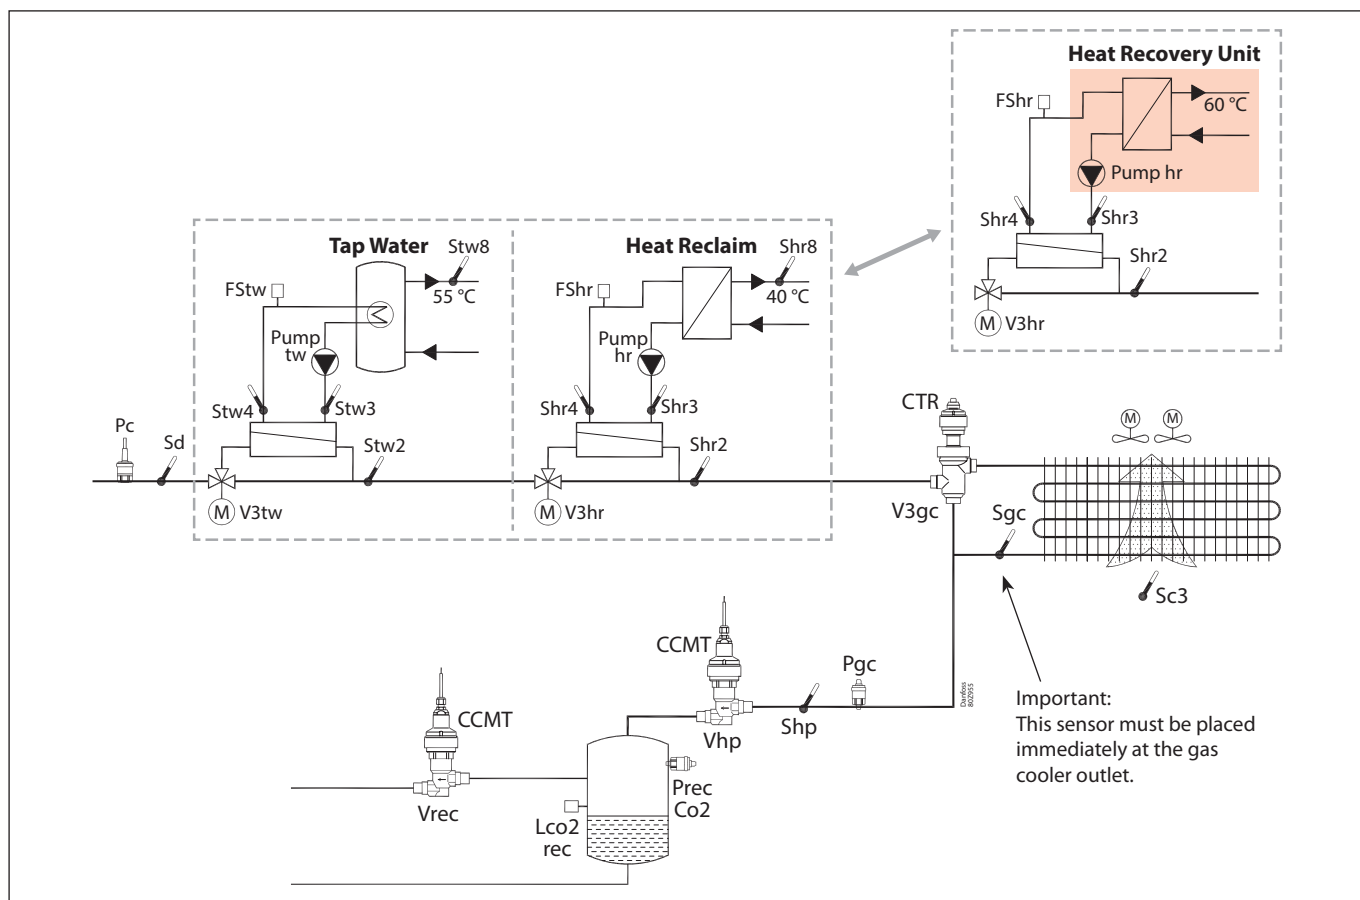 Heat Recovery Unit
FShr
60 °C
Pump hr
Shr4
Shr3
Shr2
M
V3hr
Tap Water
Stw8
FStw
55 °C
Pump
tw
Stw4
Stw3
Stw2
M
V3tw
Heat Reclaim
Shr8
FShr
40 °C
Pump
hr
Shr4
Shr3
Shr2
M
V3hr
Pc
Sd
CTR
V3gc
M
M
Sgc
Sc3
Important:
This sensor must be placed
immediately at the gas
cooler outlet.
Danfoss
80Z955
CCMT
Vhp
Shp
Pgc
CCMT
Vrec
Prec
Co2
Lco2
rec